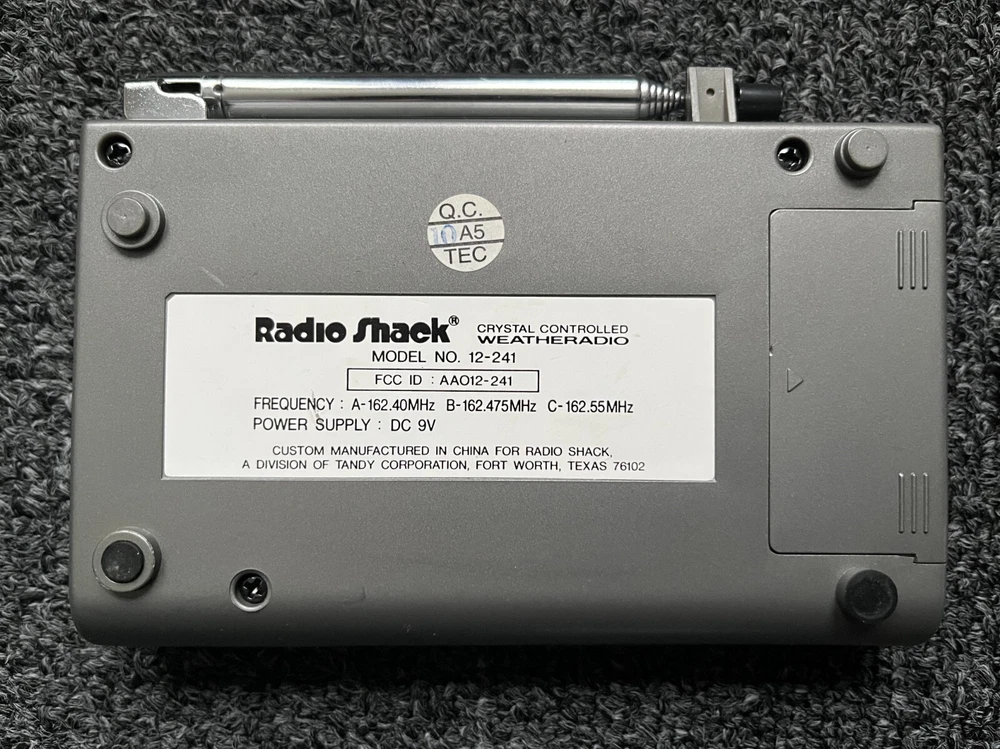 Q.C.
10 A5
TEC
Radio Shack® CRYSTAL CONTROLLED
WEATHERADIO
MODEL NO. 12-241
FCC ID : AAO12-241
FREQUENCY : A-162.40MHz B-162.475MHz C-162.55MHz
POWER SUPPLY : DC 9V
CUSTOM MANUFACTURED IN CHINA FOR RADIO SHACK,
A DIVISION OF TANDY CORPORATION, FORT WORTH, TEXAS 76102